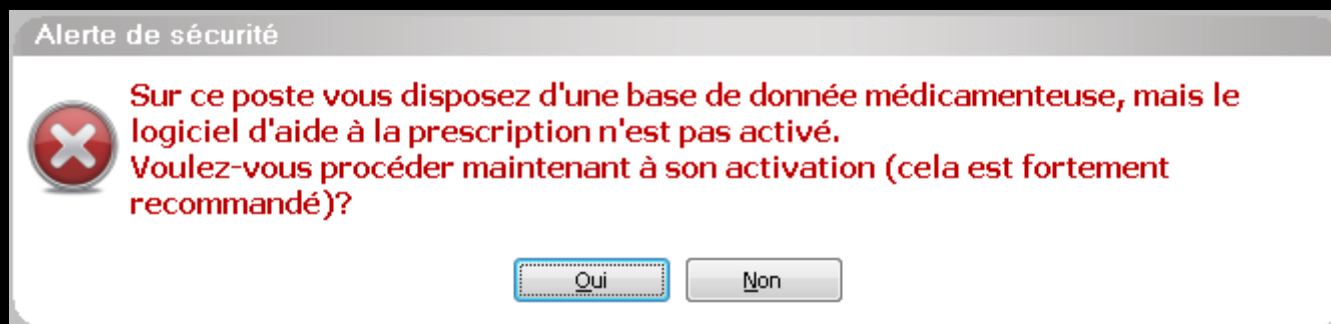 Alerte de sécurité
Sur ce poste vous disposez d'une base de donnée médicamenteuse, mais le
logiciel d'aide à la prescription n'est pas activé.
Voulez-vous procéder maintenant à son activation (cela est fortement
recommandé)?
Oui Non